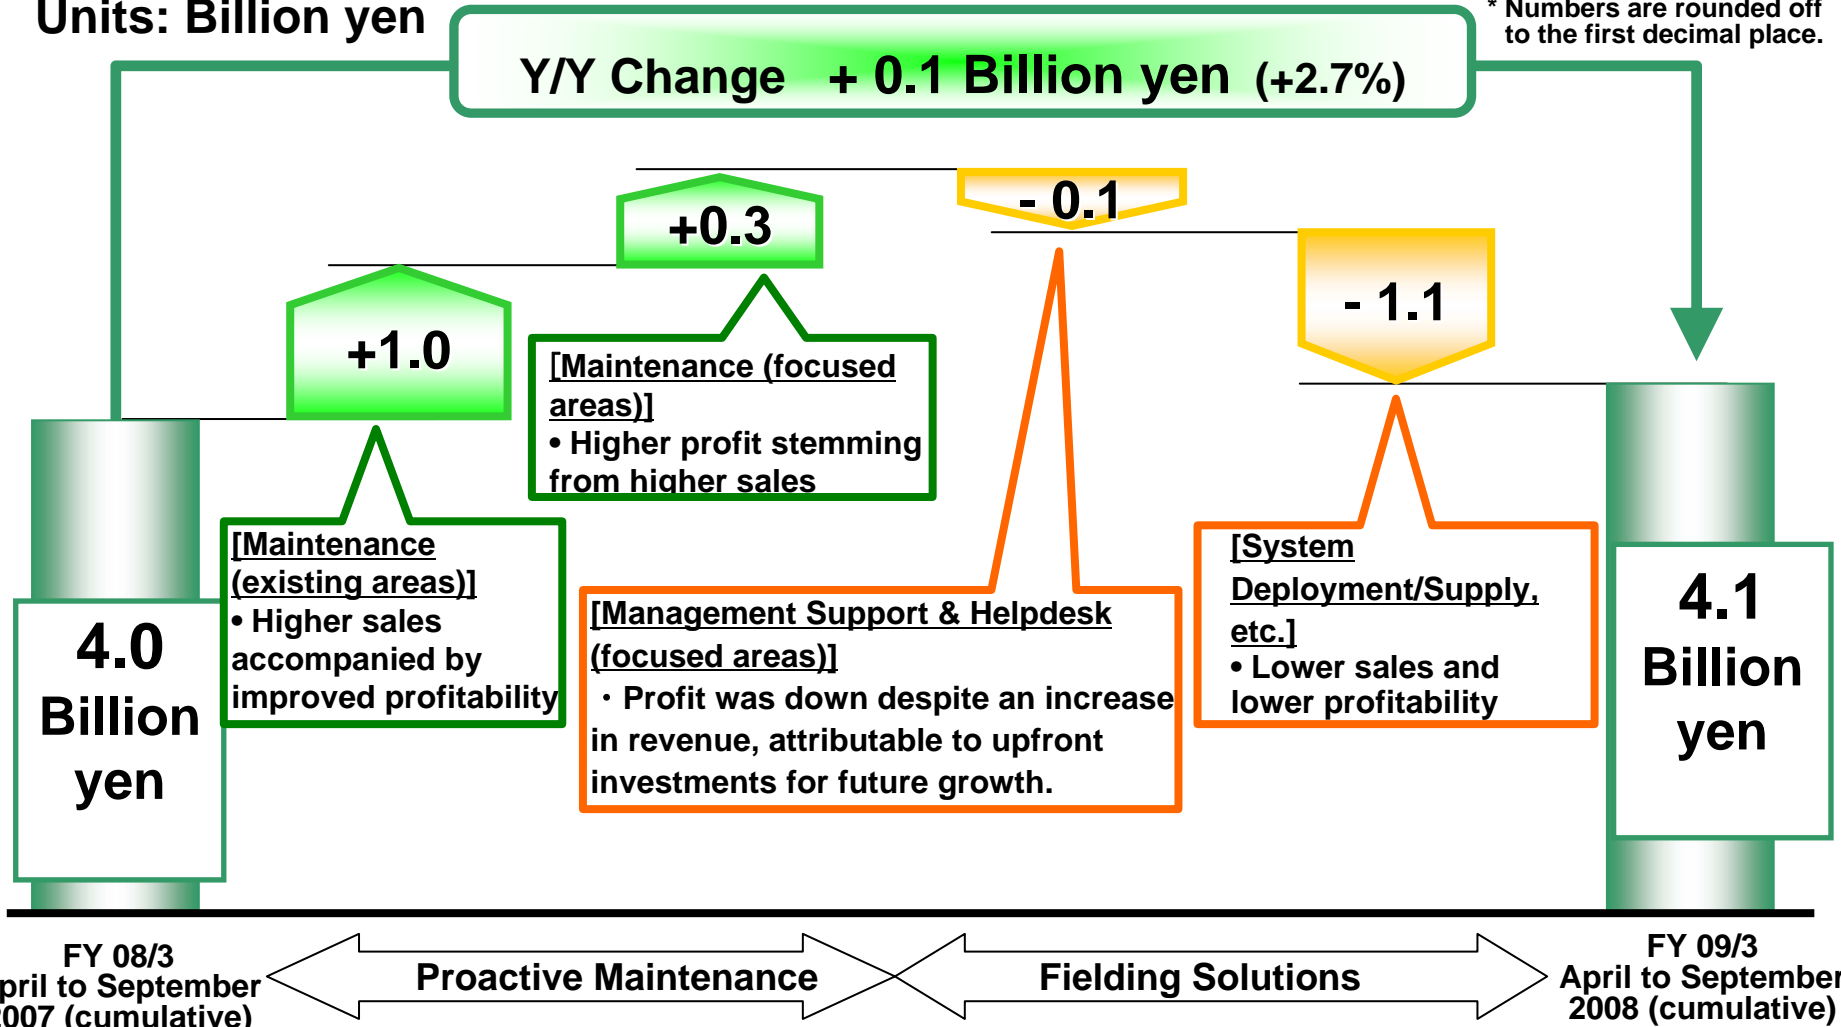 Units: Billion yen
* Numbers are rounded off
to the first decimal place.
Y/Y Change + 0.1 Billion yen (+2.7%)
+1.0
+0.3
- 0.1
- 1.1
[Maintenance (focused
areas)]
• Higher profit stemming
from higher sales
[Maintenance
(existing areas)]
• Higher sales
accompanied by
improved profitability
[Management Support & Helpdesk
(focused areas)]
・Profit was down despite an increase
in revenue, attributable to upfront
investments for future growth.
[System
Deployment/Supply,
etc.]
• Lower sales and
lower profitability
4.0
Billion
yen
4.1
Billion
yen
FY 08/3
pril to September
2007 (cumulative)
Proactive Maintenance
Fielding Solutions
FY 09/3
April to September
2008 (cumulative)